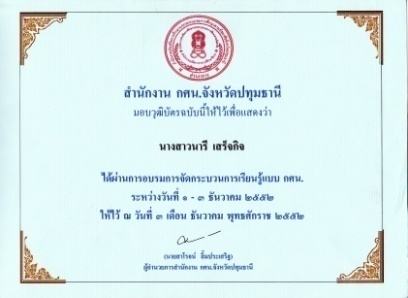 สำนักงาน กศน.จังหวัดปทุมธานี
มอบวุฒิบัตรฉบับนี้ให้ไว้เพื่อแสดงว่า
นางสาวนารี เสร็จกิจ
ได้ผ่านการอบรมการจัดกระบวนการเรียนรู้แบบ กศน.
ระหว่างวันที่ ๑ - ๓ ธันวาคม ๒๕๕๒
ให้ไว้ ณ วันที่ ๓ เดือน ธันวาคม พุทธศักราช ๒๕๕๒
(นายสาโรจน์
ผู้อำนวยการสำนักงาน กศน.จังหวัดปทุมธานี